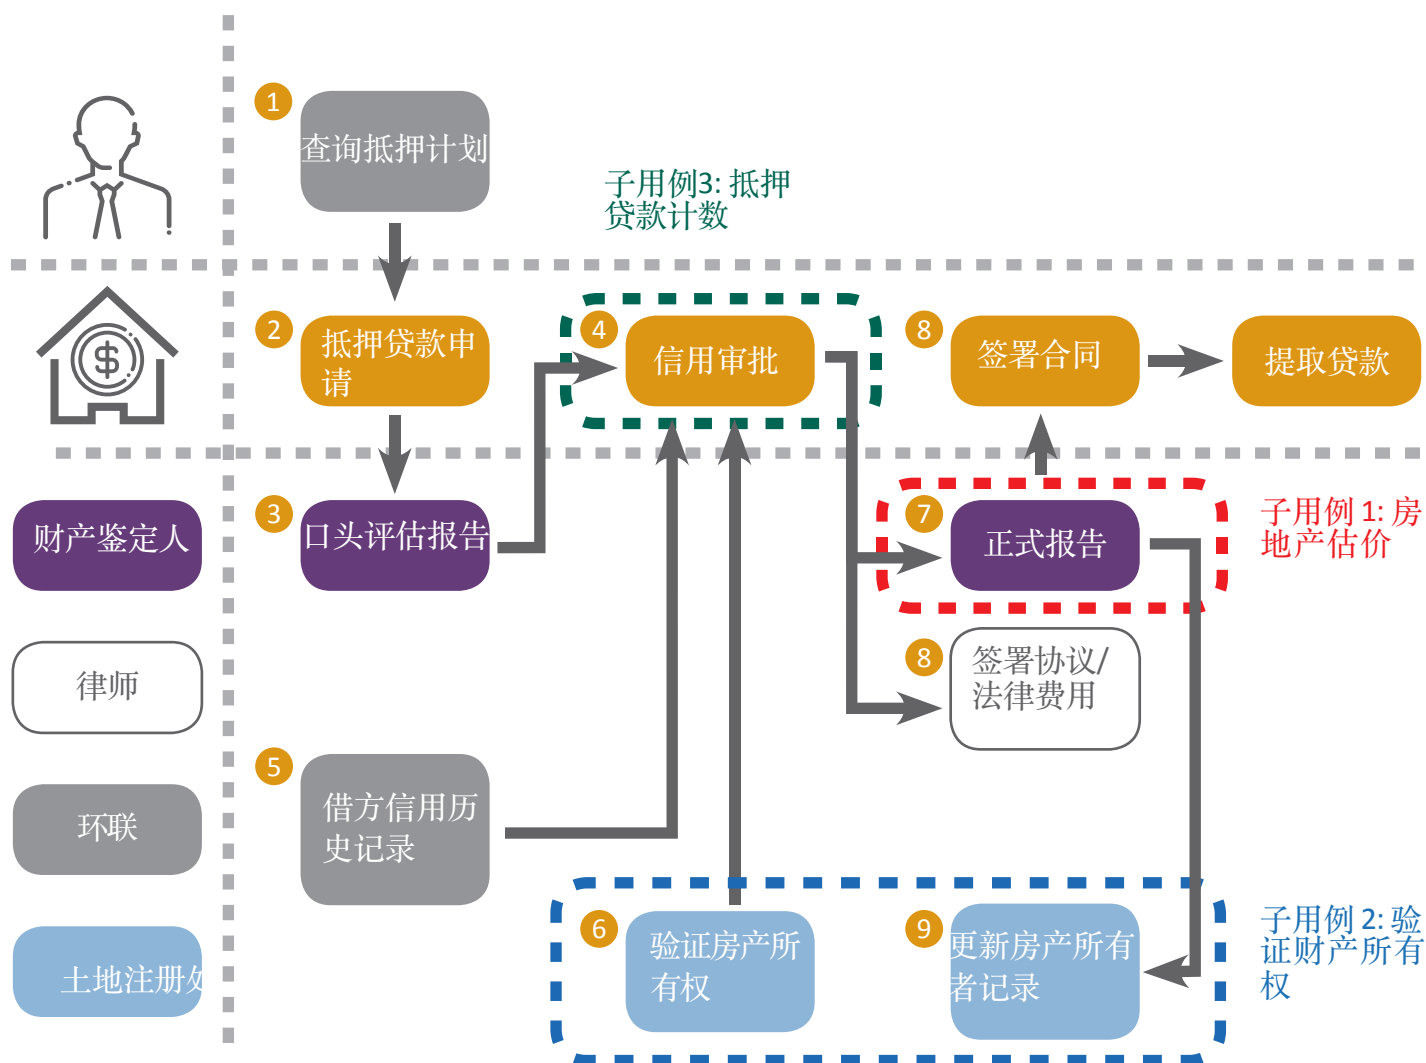 1
查询抵押计划
子用例3: 抵押
贷款计数
2
抵押贷款申
请
4
信用审批
8
签署合同
提取贷款
财产鉴定人
3
口头评估报告
7
正式报告
子用例 1: 房
地产估价
律师
8
签署协议/
法律费用
环联
5
借方信用历
史记录
土地注册
6
验证房产所
有权
9
更新房产所有
者记录
子用例 2: 验
证财产所有
权